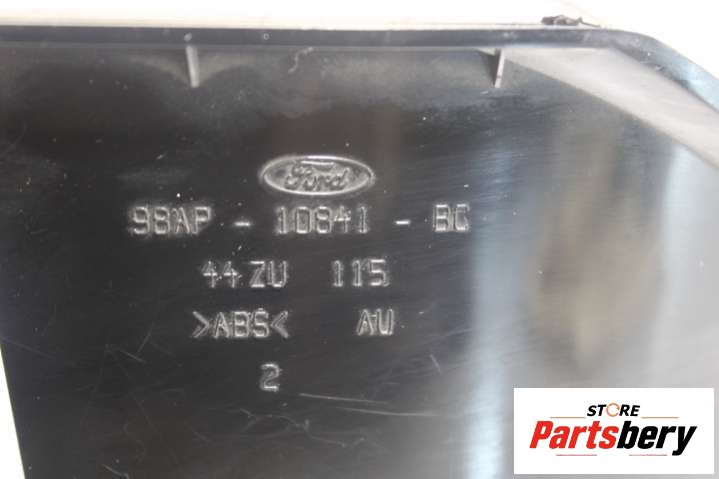 Ford
98AP - 10841 - BC
44ZU 115
>ABS< AU
2
STORE
Partsbery